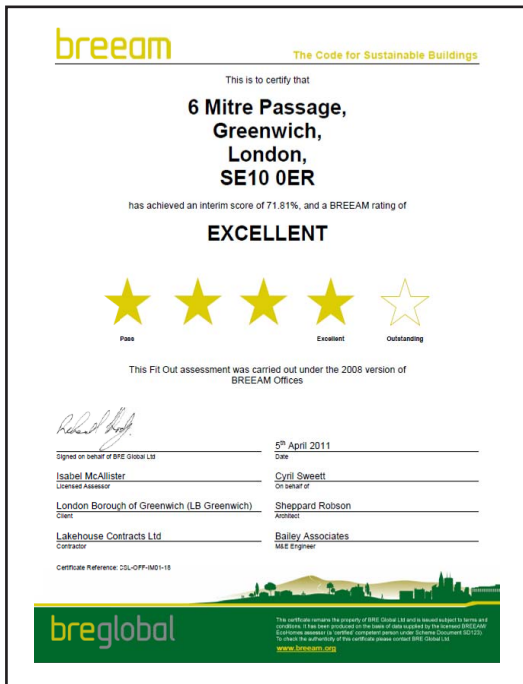 breeam
The Code for Sustainable Buildings
This is to certify that
6 Mitre Passage,
Greenwich,
London,
SE10 0ER
has achieved an interim score of 71.81%, and a BREEAM rating of
EXCELLENT
Pass
Excellent
Outstanding
This Fit Out assessment was carried out under the 2008 version of
BREEAM Offices
Signed on behalf of BRE Global Ltd
5th April 2011
Date
Isabel McAllister
Licensed Assessor
Cyril Sweett
On behalf of
London Borough of Greenwich (LB Greenwich)
Client
Sheppard Robson
Architect
Lakehouse Contracts Ltd
Contractor
Bailey Associates
M&E Engineer
Certificate Reference: CSL-OFF-IM01-18
breglobal
This certificate remains the property of BRE Global Ltd and is issued subject to terms and
conditions. It has been produced on the basis of data supplied by the licensed BREEAM/
EcoHomes assessor (a 'certified' competent person under Scheme Document SD123)
To check the authenticity of this certificate please contact BRE Global Ltd.
www.breeam.org